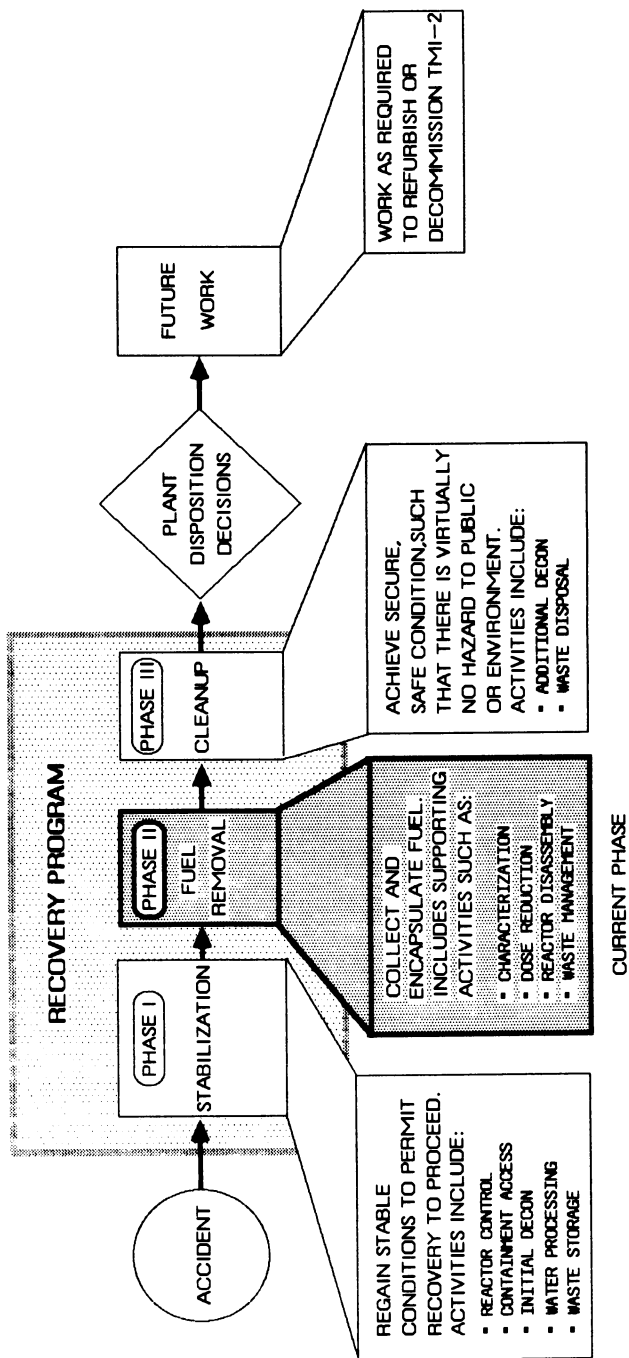 RECOVERY PROGRAM
ACCIDENT
PHASE I
STABILIZATION
PHASE II
FUEL
REMOVAL
PHASE III
CLEANUP
PLANT
DISPOSITION
DECISIONS
FUTURE
WORK
REGAIN STABLE
CONDITIONS TO PERMIT
RECOVERY TO PROCEED.
ACTIVITIES INCLUDE:
▪ REACTOR CONTROL
▪ CONTAINMENT ACCESS
▪ INITIAL DECON
▪ WATER PROCESSING
▪ WASTE STORAGE
COLLECT AND
ENCAPSULATE FUEL.
INCLUDES SUPPORTING
ACTIVITIES SUCH AS:
▪ CHARACTERIZATION
▪ DOSE REDUCTION
▪ REACTOR DISASSEMBLY
▪ WASTE MANAGEMENT
CURRENT PHASE
ACHIEVE SECURE,
SAFE CONDITION,SUCH
THAT THERE IS VIRTUALLY
NO HAZARD TO PUBLIC
OR ENVIRONMENT.
ACTIVITIES INCLUDE:
▪ ADDITIONAL DECON
▪ WASTE DISPOSAL
WORK AS REQUIRED
TO REFURBISH OR
DECOMMISSION TMI-2